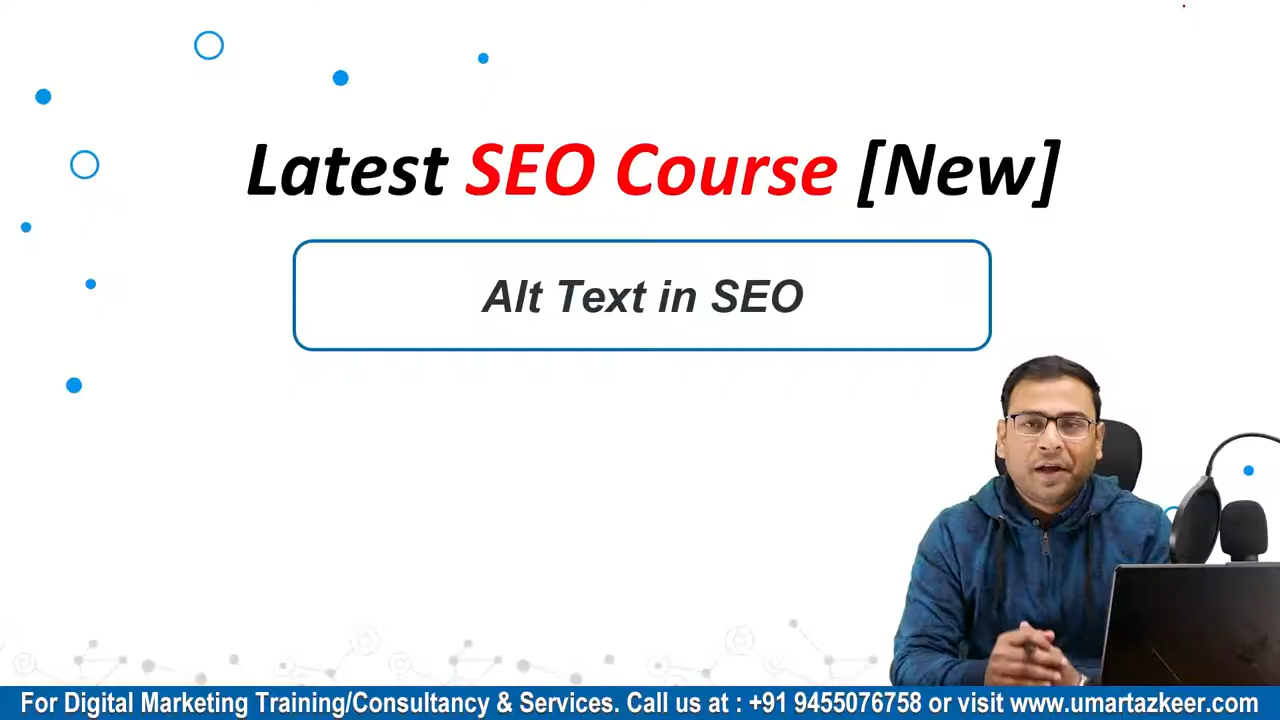 Latest SEO Course [New]
Alt Text in SEO
For Digital Marketing Training/Consultancy & Services. Call us at : +91 9455076758 or visit www.umartazkeer.com